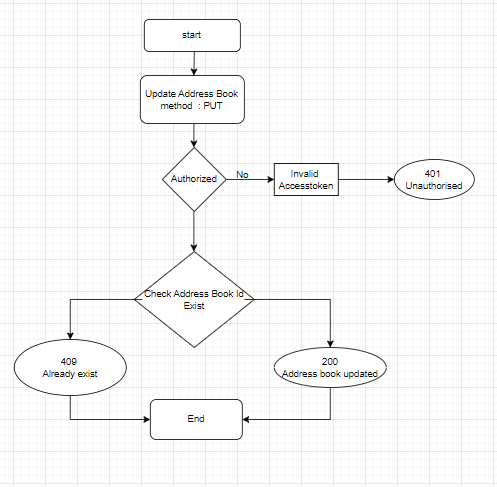 start
Update Address Book
method : PUT
Authorized
No
Invalid
Accesstoken
401
Unauthorised
Check Address Book Id
Exist
409
Already exist
200
Address book updated
End